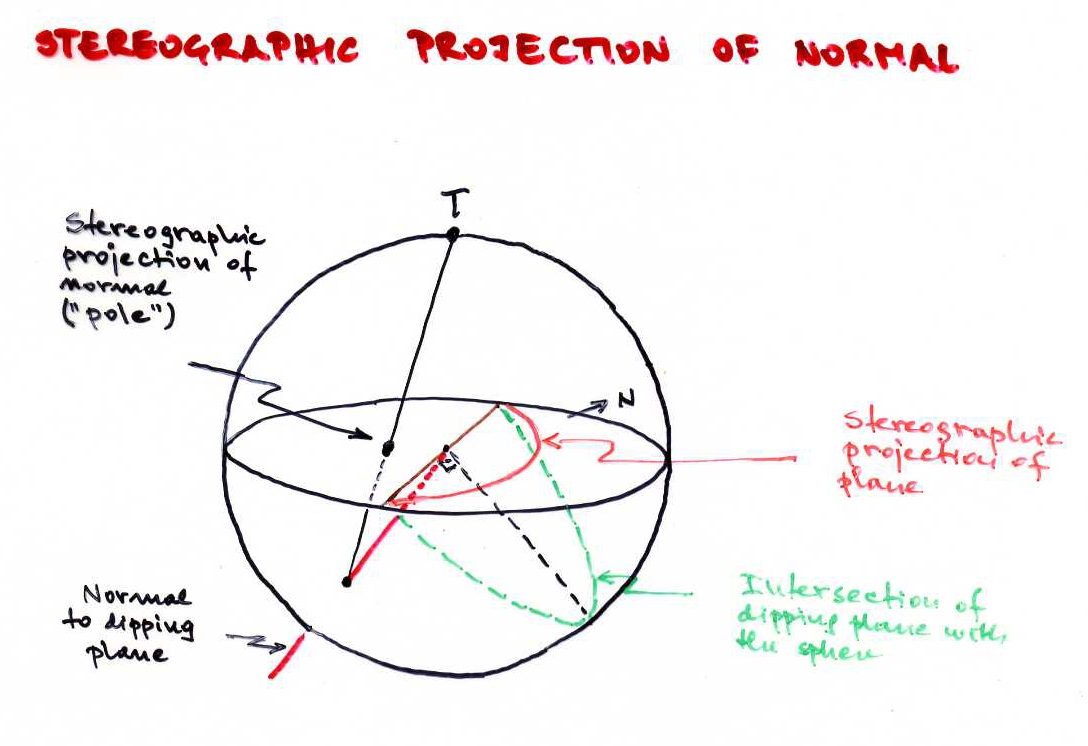 STEREOGRAPHIC PROJECTION OF NORMAL
T
Stereographic
projection of
normal
("pole")
N
Stereographic
projection of
plane
Normal
to dipping
plane
Intersection of
dipping plane with
the sphere